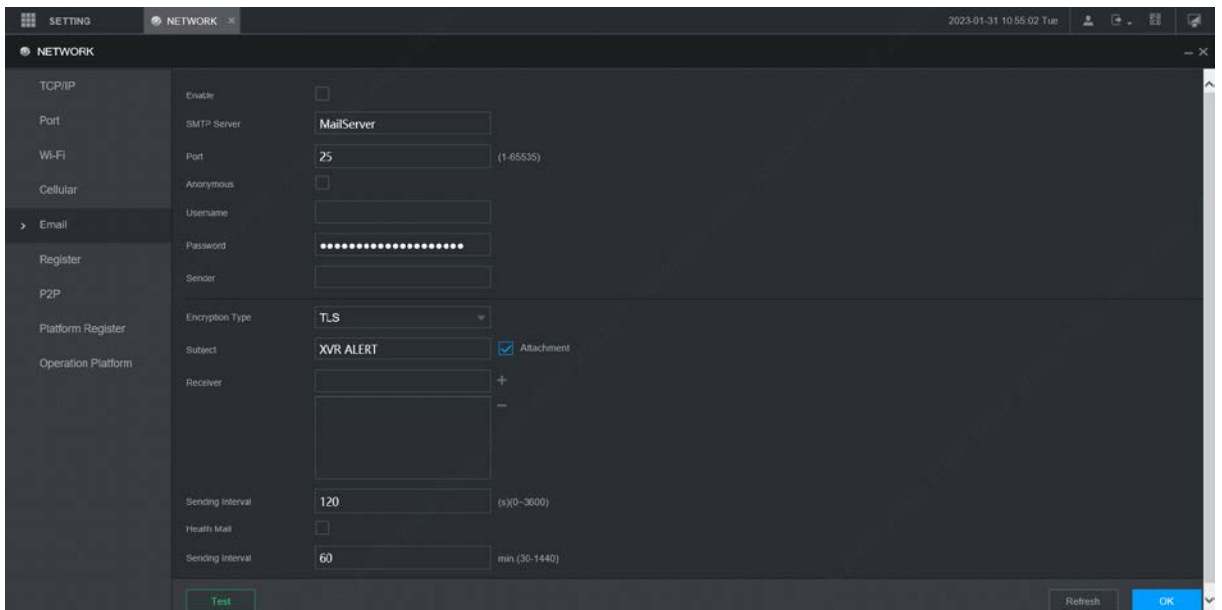 SETTING NETWORK × 2023-01-31 10:55:02 Tue
NETWORK
TCP/IP
Port
Wi-Fi
Cellular
Email
Register
P2P
Platform Register
Operation Platform
Enable
SMTP Server MailServer
Port 25 (1-65535)
Anonymous
Username
Password ●●●●●●●●●●●●●●●●●●●●
Sender
Encryption Type TLS
Subject XVR ALERT Attachment
Receiver
Sending Interval 120 (s)(0~3600)
Health Mail
Sending Interval 60 min.(30-1440)
Test Refresh OK